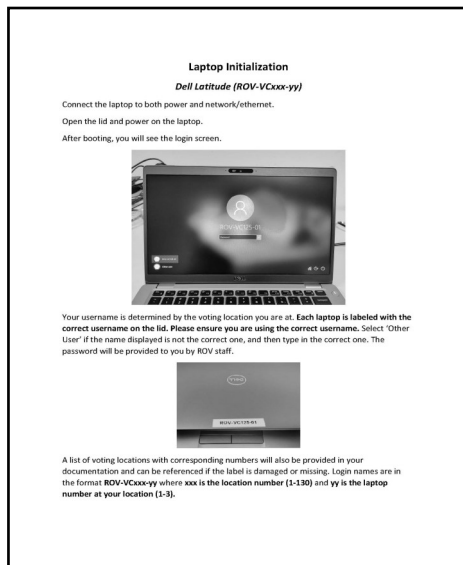 Laptop Initialization
Dell Latitude (ROV-VCxxx-yy)
Connect the laptop to both power and network/ethernet.
Open the lid and power on the laptop.
After booting, you will see the login screen.
ROV-VC125-01
Your username is determined by the voting location you are at. Each laptop is labeled with the
correct username on the lid. Please ensure you are using the correct username. Select ‘Other
User’ if the name displayed is not the correct one, and then type in the correct one. The
password will be provided to you by ROV staff.
A list of voting locations with corresponding numbers will also be provided in your
documentation and can be referenced if the label is damaged or missing. Login names are in
the format ROV-VCxxx-yy where xxx is the location number (1-130) and yy is the laptop
number at your location (1-3).